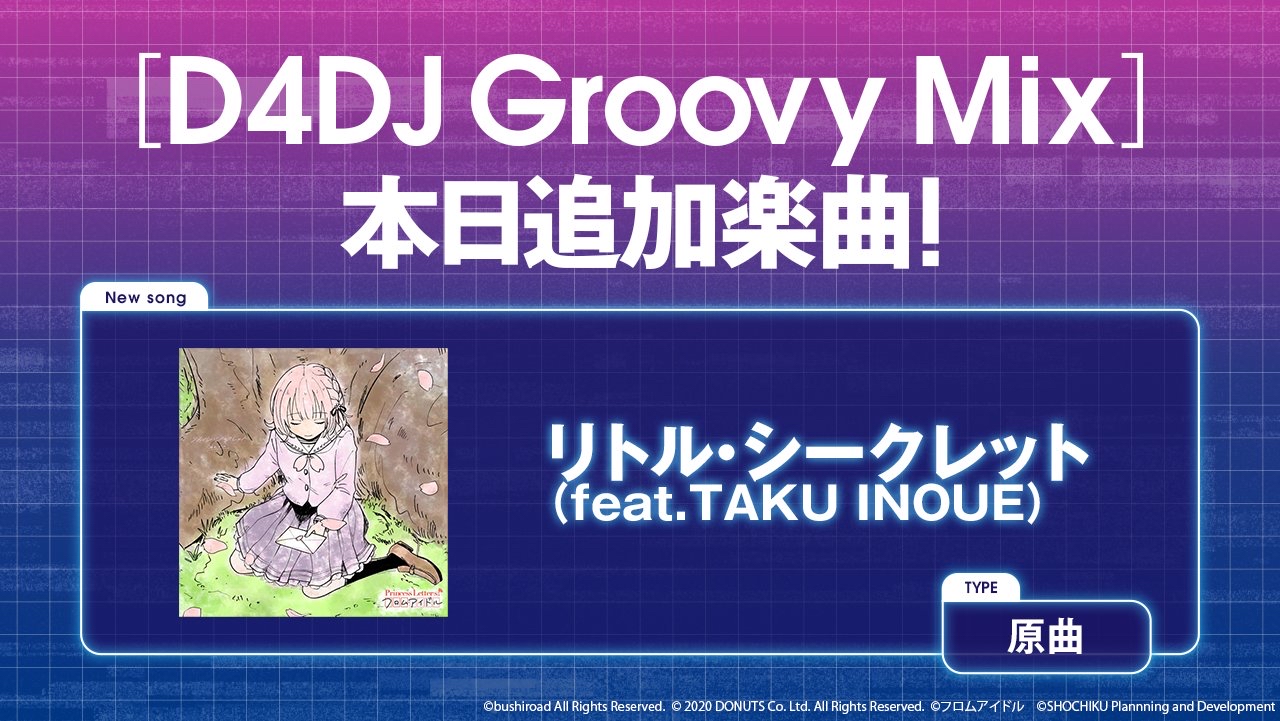 [D4DJ Groovy Mix]
本日追加楽曲!
New song
Princess Letter(s)!
フロムアイドル
リトル・シークレット
(feat.TAKU INOUE)
TYPE
原曲
©bushiroad All Rights Reserved. © 2020 DONUTS Co. Ltd. All Rights Reserved. ©フロムアイドル ©SHOCHIKU Plannning and Development